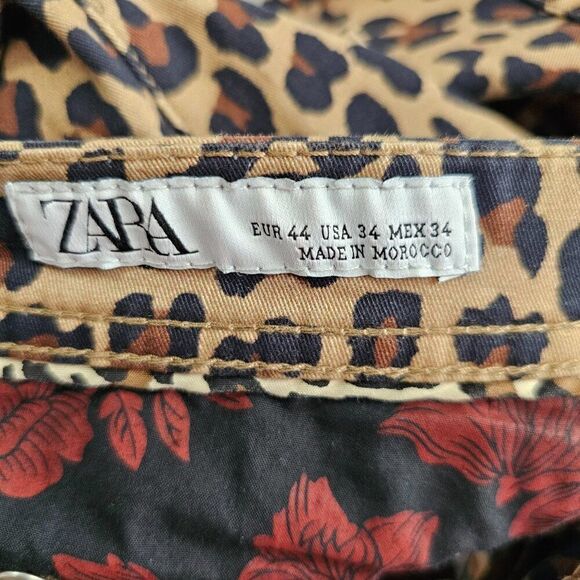 ZARA
EUR 44 USA 34 MEX 34
MADE IN MOROCCO